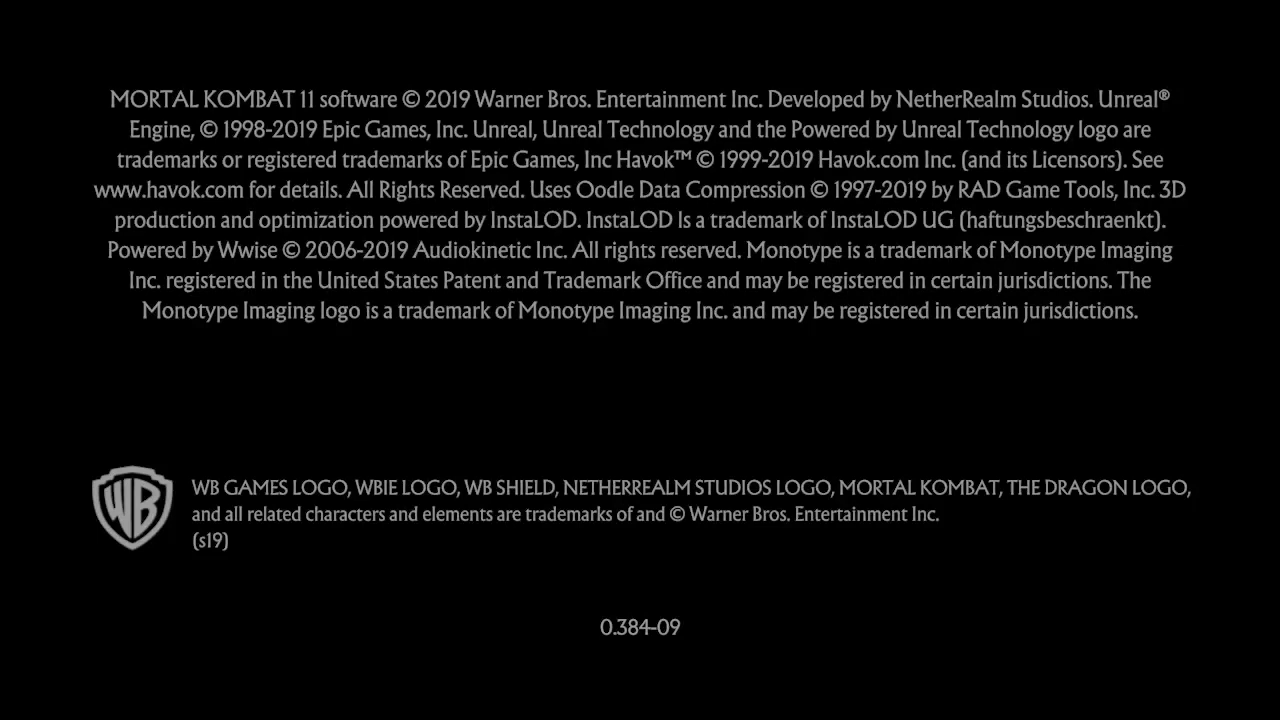 MORTAL KOMBAT 11 software © 2019 Warner Bros. Entertainment Inc. Developed by NetherRealm Studios. Unreal®
Engine, © 1998-2019 Epic Games, Inc. Unreal, Unreal Technology and the Powered by Unreal Technology logo are
trademarks or registered trademarks of Epic Games, Inc Havok™ © 1999-2019 Havok.com Inc. (and its Licensors). See
www.havok.com for details. All Rights Reserved. Uses Oodle Data Compression © 1997-2019 by RAD Game Tools, Inc. 3D
production and optimization powered by InstaLOD. InstaLOD Is a trademark of InstaLOD UG (haftungsbeschraenkt).
Powered by Wwise © 2006-2019 Audiokinetic Inc. All rights reserved. Monotype is a trademark of Monotype Imaging
Inc. registered in the United States Patent and Trademark Office and may be registered in certain jurisdictions. The
Monotype Imaging logo is a trademark of Monotype Imaging Inc. and may be registered in certain jurisdictions.
WB
WB GAMES LOGO, WBIE LOGO, WB SHIELD, NETHERREALM STUDIOS LOGO, MORTAL KOMBAT, THE DRAGON LOGO,
and all related characters and elements are trademarks of and © Warner Bros. Entertainment Inc.
(s19)
0.384-09